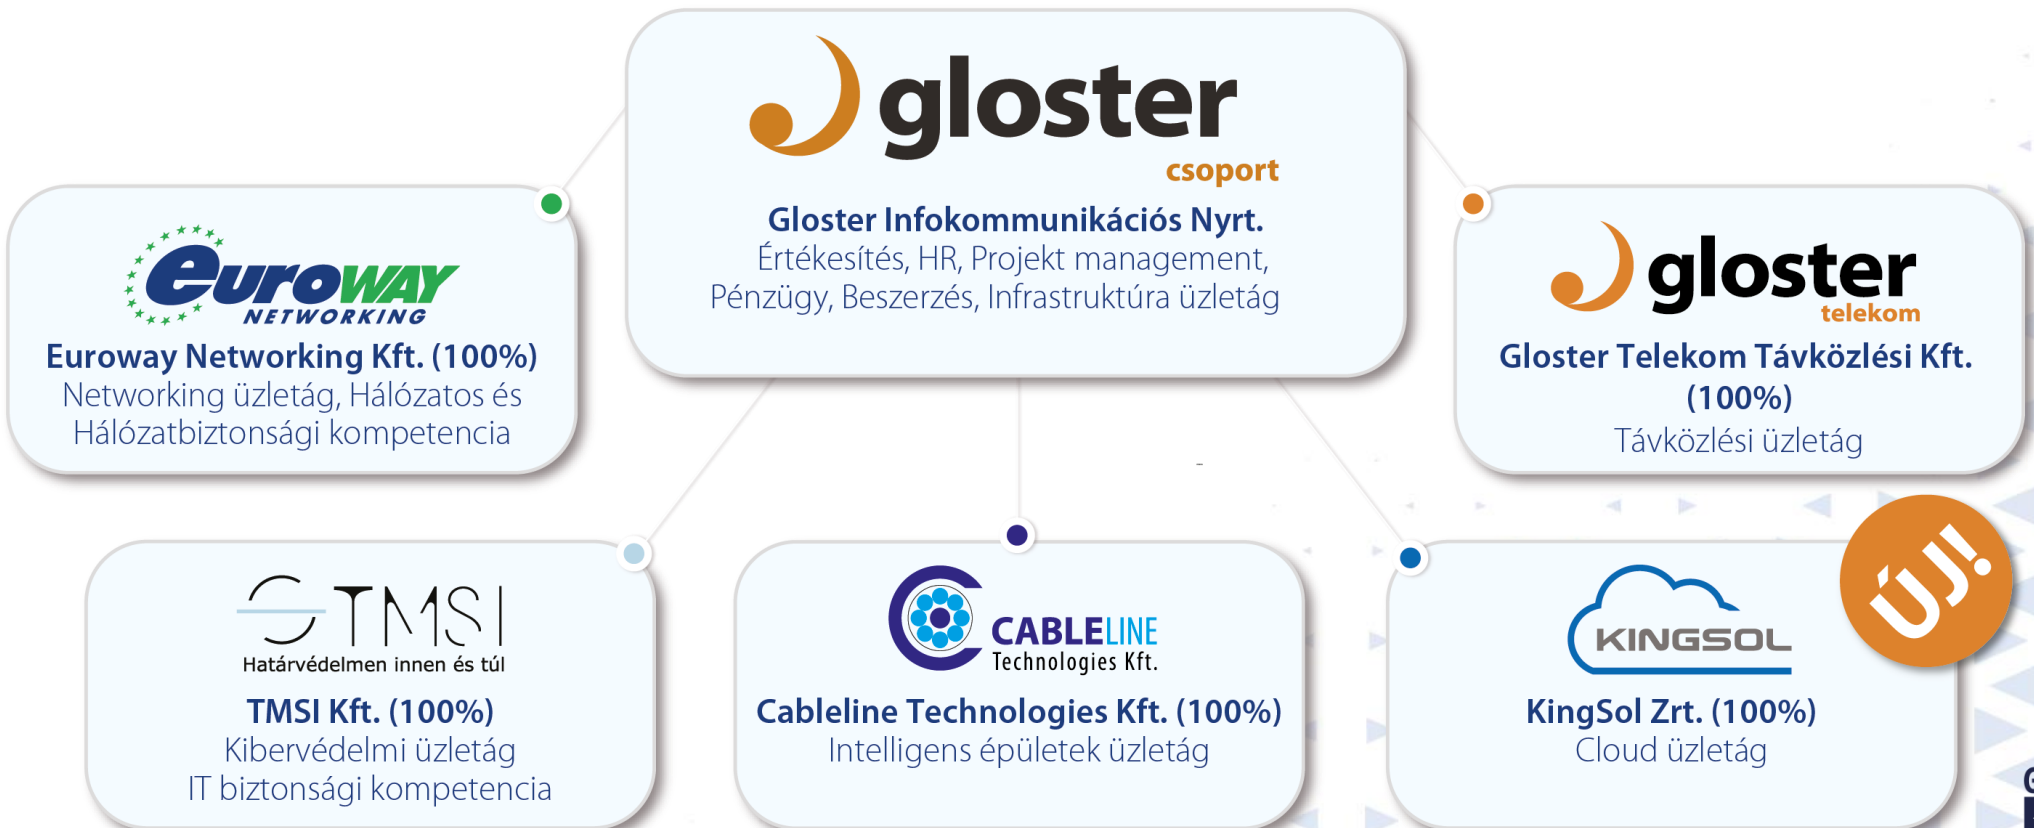 gloster
csoport
Gloster Infokommunikációs Nyrt.
Értékesítés, HR, Projekt management,
Pénzügy, Beszerzés, Infrastruktúra üzletág
euroway
NETWORKING
Euroway Networking Kft. (100%)
Networking üzletág, Hálózatos és
Hálózatbiztonsági kompetencia
gloster
telekom
Gloster Telekom Távközlési Kft.
(100%)
Távközlési üzletág
TMSI
Határvédelmen innen és túl
TMSI Kft. (100%)
Kibervédelmi üzletág
IT biztonsági kompetencia
CABLELINE
Technologies Kft.
Cableline Technologies Kft. (100%)
Intelligens épületek üzletág
ÚJ!
KINGSOL
KingSol Zrt. (100%)
Cloud üzletág